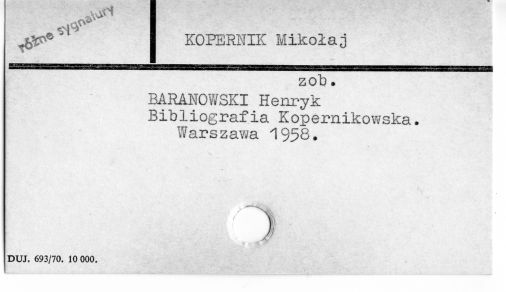 różne sygnatury
KOPERNIK Mikołaj
zob.
BARANOWSKI Henryk
Bibliografia Kopernikowska.
Warszawa 1958.
DUJ. 693/70. 10 000.